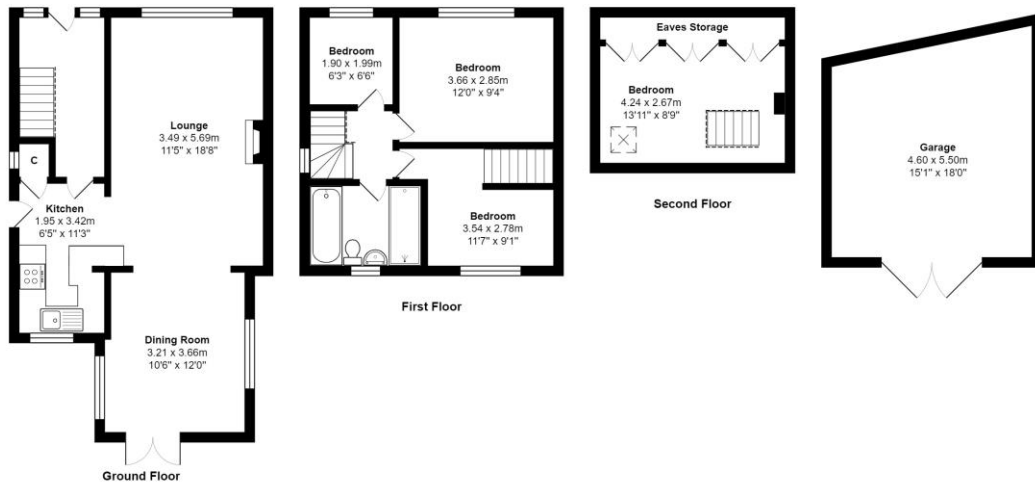 Lounge
3.49 x 5.69m
11'5" x 18'8"
C
Kitchen
1.95 x 3.42m
6'5" x 11'3"
Dining Room
3.21 x 3.66m
10'6" x 12'0"
Ground Floor
Bedroom
1.90 x 1.99m
6'3" x 6'6"
Bedroom
3.66 x 2.85m
12'0" x 9'4"
Bedroom
3.54 x 2.78m
11'7" x 9'1"
First Floor
Eaves Storage
Bedroom
4.24 x 2.67m
13'11" x 8'9"
Second Floor
Garage
4.60 x 5.50m
15'1" x 18'0"